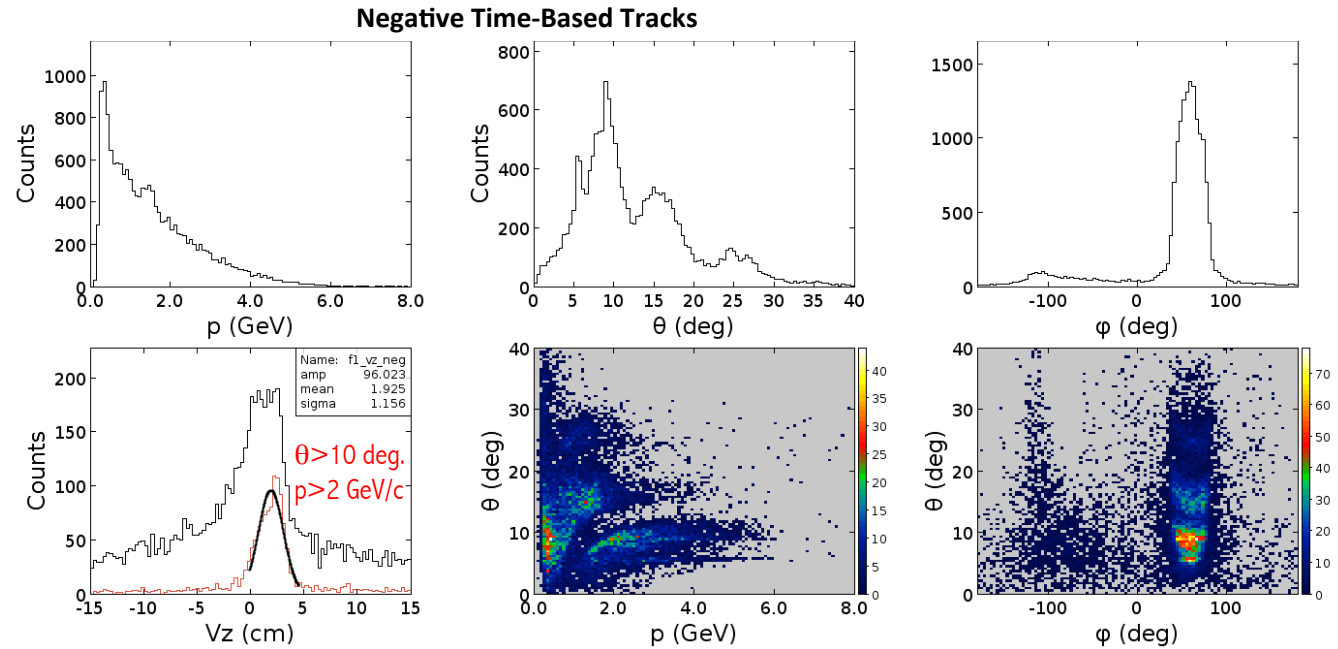 Negative Time-Based Tracks
1000
800
600
400
200
0
0.0 2.0 4.0 6.0 8.0
Counts
p (GeV)
800
600
400
200
0
0 5 10 15 20 25 30 35 40
Counts
θ (deg)
1500
1000
500
0
-100 0 100
φ (deg)
200
150
100
50
0
-15 -10 -5 0 5 10 15
Counts
Vz (cm)
Name: f1_vz_neg
amp 96.023
mean 1.925
sigma 1.156
θ>10 deg.
p>2 GeV/c
40
30
20
10
0
0.0 2.0 4.0 6.0 8.0
θ (deg)
p (GeV)
40
35
30
25
20
15
10
5
0
40
30
20
10
0
-100 0 100
θ (deg)
φ (deg)
70
60
50
40
30
20
10
0